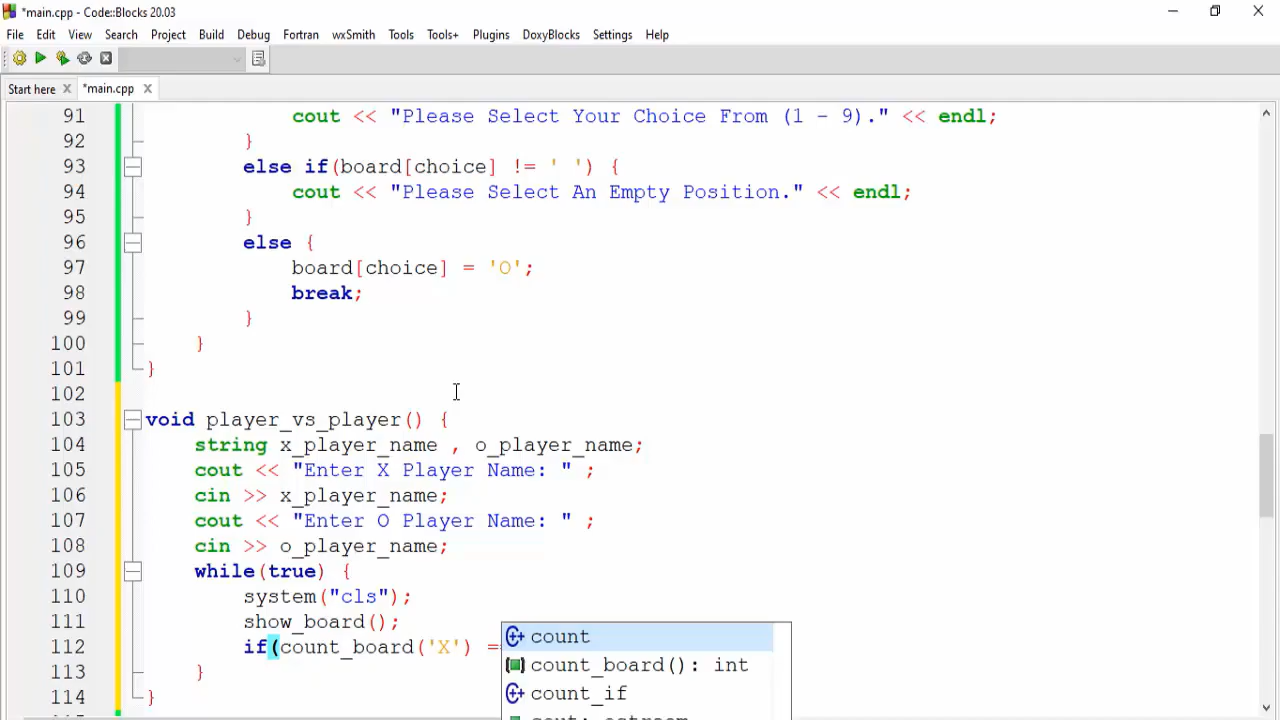 *main.cpp - Code::Blocks 20.03
File Edit View Search Project Build Debug Fortran wxSmith Tools Tools+ Plugins DoxyBlocks Settings Help
Start here *main.cpp
91 cout << "Please Select Your Choice From (1 - 9)." << endl;
92 }
93 else if(board[choice] != ' ') {
94 cout << "Please Select An Empty Position." << endl;
95 }
96 else {
97 board[choice] = 'O';
98 break;
99 }
100 }
101 }
102
103 void player_vs_player() {
104 string x_player_name , o_player_name;
105 cout << "Enter X Player Name: " ;
106 cin >> x_player_name;
107 cout << "Enter O Player Name: " ;
108 cin >> o_player_name;
109 while(true) {
110 system("cls");
111 show_board();
112 if(count_board('X') ==
count
113 }
count_board(): int
114 }
count_if